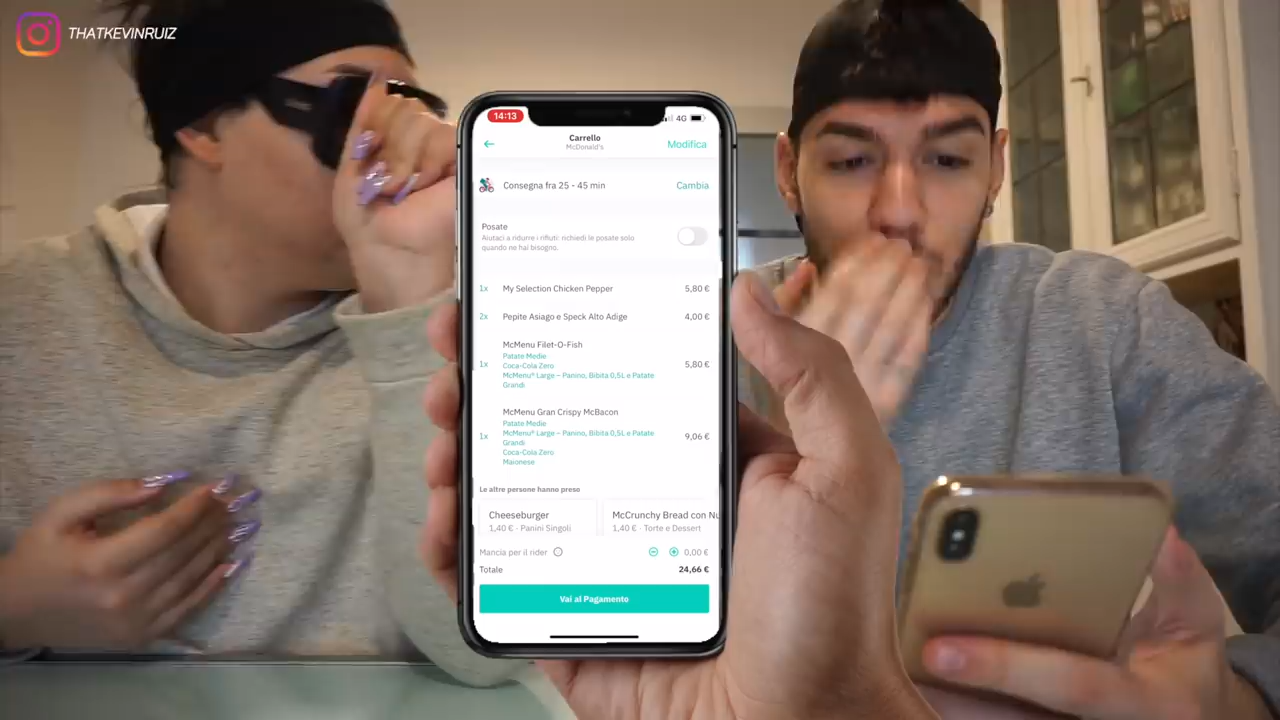 THATKEVINRUIZ
14:13
4G
Carrello
McDonald's
Modifica
Consegna fra 25 - 45 min
Cambia
Posate
Aiutaci a ridurre i rifiuti: richiedi le posate solo
quando ne hai bisogno.
1x My Selection Chicken Pepper 5,80 €
2x Pepite Asiago e Speck Alto Adige 4,00 €
McMenu Filet-O-Fish
Patate Medie
1x Coca-Cola Zero 5,80 €
McMenu® Large – Panino, Bibita 0,5L e Patate
Grandi
McMenu Gran Crispy McBacon
Patate Medie
McMenu® Large – Panino, Bibita 0,5L e Patate
1x Grandi 9,06 €
Coca-Cola Zero
Maionese
Le altre persone hanno preso
Cheeseburger
1,40 € · Panini Singoli
McCrunchy Bread con Nu
1,40 € · Torte e Dessert
Mancia per il rider 0,00 €
Totale 24,66 €
Vai al Pagamento